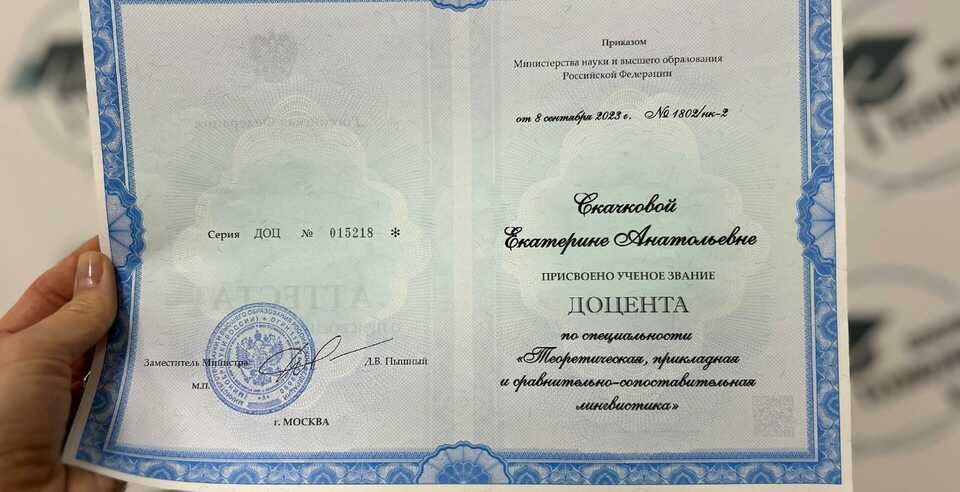 Серия ДОЦ № 015218 *
Заместитель Министра
Д.В. Пышный
М.П.
г. МОСКВА
Приказом
Министерства науки и высшего образования
Российской Федерации
от 8 сентября 2023 г. № 1802/нк-2
Скачковой
Екатерине Анатольевне
ПРИСВОЕНО УЧЕНОЕ ЗВАНИЕ
ДОЦЕНТА
по специальности
«Теоретическая, прикладная
и сравнительно-сопоставительная
лингвистика»